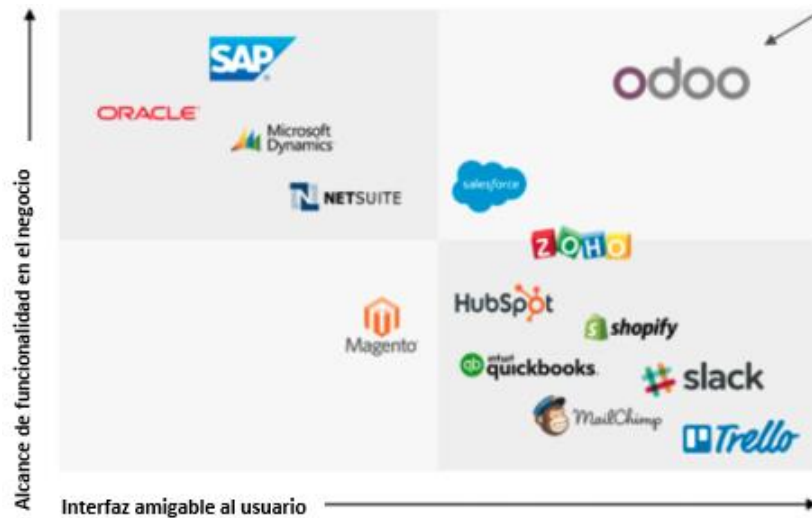 Alcance de funcionalidad en el negocio
SAP
®
odoo
ORACLE
Microsoft
Dynamics
salesforce
N NETSUITE
ZOHO
HubSpot
Magento
S shopify
qb intuit
quickbooks.
slack
MailChimp
Trello
Interfaz amigable al usuario